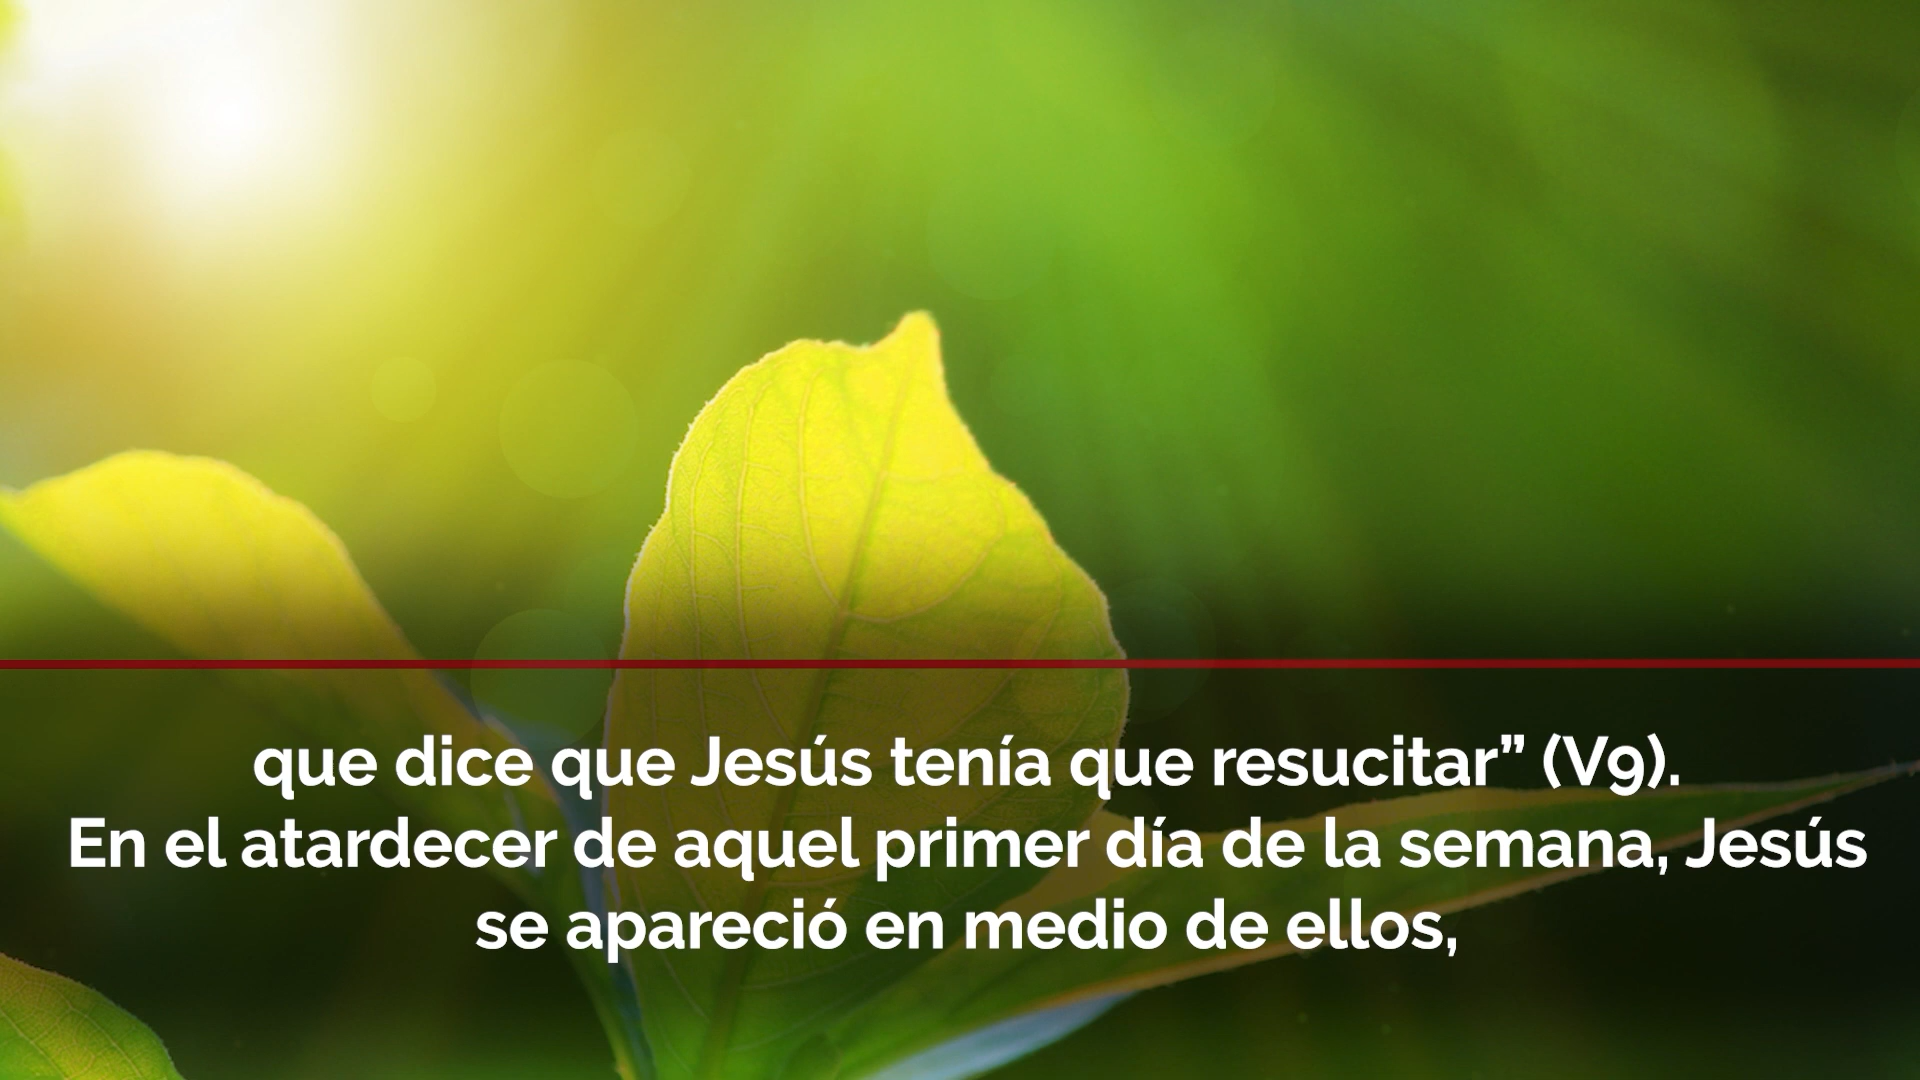 que dice que Jesús tenía que resucitar” (V9).
En el atardecer de aquel primer día de la semana, Jesús
se apareció en medio de ellos,